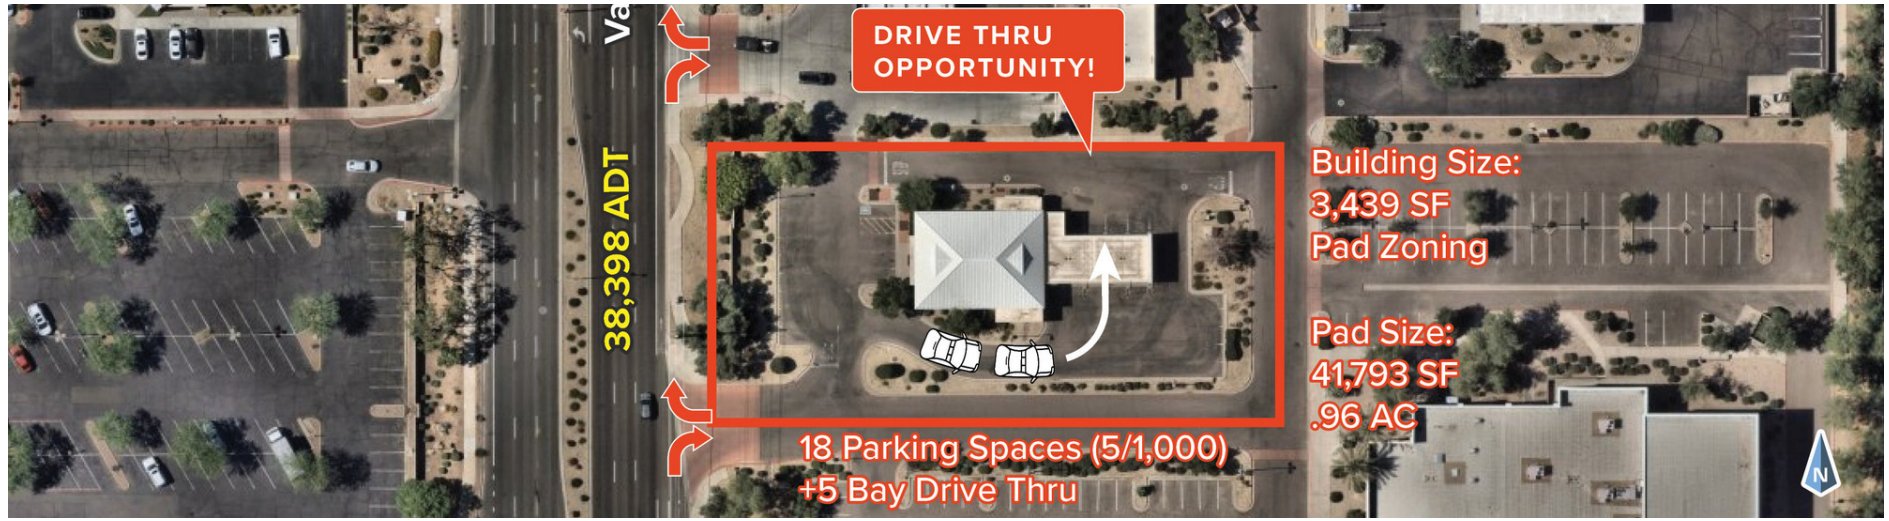 Va
DRIVE THRU
OPPORTUNITY!
38,398 ADT
Building Size:
3,439 SF
Pad Zoning
Pad Size:
41,793 SF
.96 AC
18 Parking Spaces (5/1,000)
+5 Bay Drive Thru
N